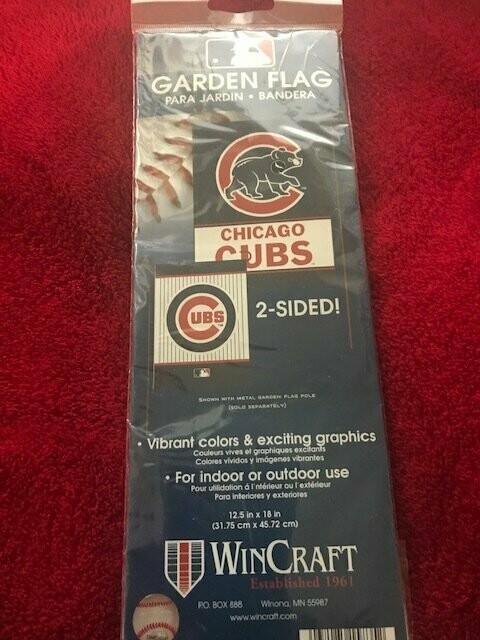 GARDEN FLAG
PARA JARDIN • BANDERA
CHICAGO
CUBS
CUBS
2-SIDED!
SHOWN WITH METAL GARDEN FLAG POLE
(SOLD SEPARATELY)
• Vibrant colors & exciting graphics
Couleurs vives et graphiques excitants
Colores vívidos y imágenes vibrantes
• For indoor or outdoor use
Pour utilidation á l'ntérieur ou l'extérieur
Para interiores y exteriores
12.5 in x 18 in
(31.75 cm x 45.72 cm)
WINCRAFT
Established 1961
P.O. BOX 888 Winona, MN 55987
www.wincraft.com